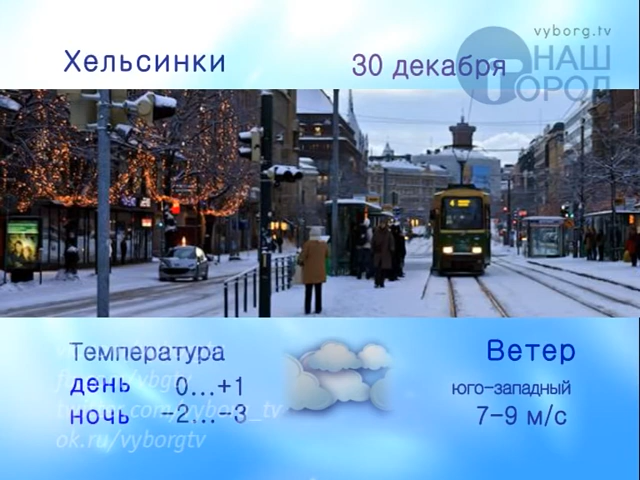 vyborg.tv
НАШ
ГОРОД
Хельсинки
30 декабря
4
Температура
день 0...+1
ночь -2...-3
ok.ru/vyborgtv
Ветер
юго-западный
7-9 м/с